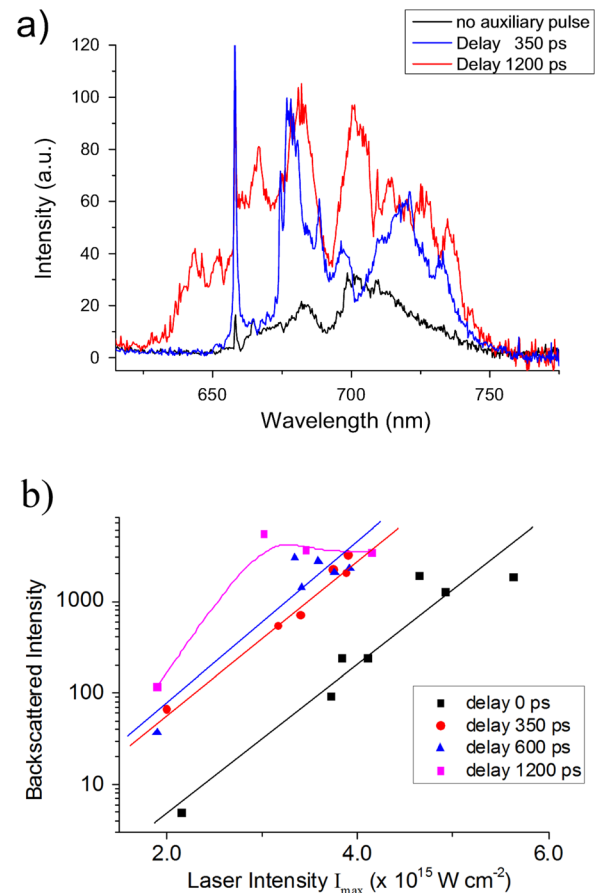 a)
no auxiliary pulse
Delay 350 ps
Delay 1200 ps
120
100
80
60
40
20
0
Intensity (a.u.)
650 700 750
Wavelength (nm)
b)
1000
100
10
Backscattered Intensity
delay 0 ps
delay 350 ps
delay 600 ps
delay 1200 ps
2.0 4.0 6.0
Laser Intensity Imax (x 10¹⁵ W cm⁻²)